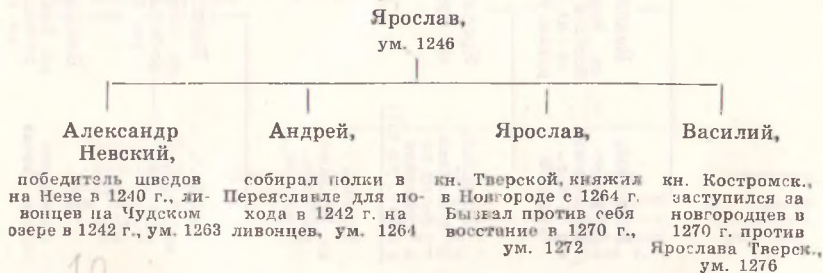 Ярослав,
ум. 1246
Александр
Невский,
победитель шведов
на Неве в 1240 г., ли-
вонцев на Чудском
озере в 1242 г., ум. 1263
Андрей,
собирал полки в
Переяславле для по-
хода в 1242 г. на
ливонцев, ум. 1264
Ярослав,
кн. Тверской, княжил
в Новгороде с 1264 г.
Вызвал против себя
восстание в 1270 г.,
ум. 1272
Василий,
кн. Костромск.,
заступился за
новгородцев в
1270 г. против
Ярослава Тверск.,
ум. 1276
10